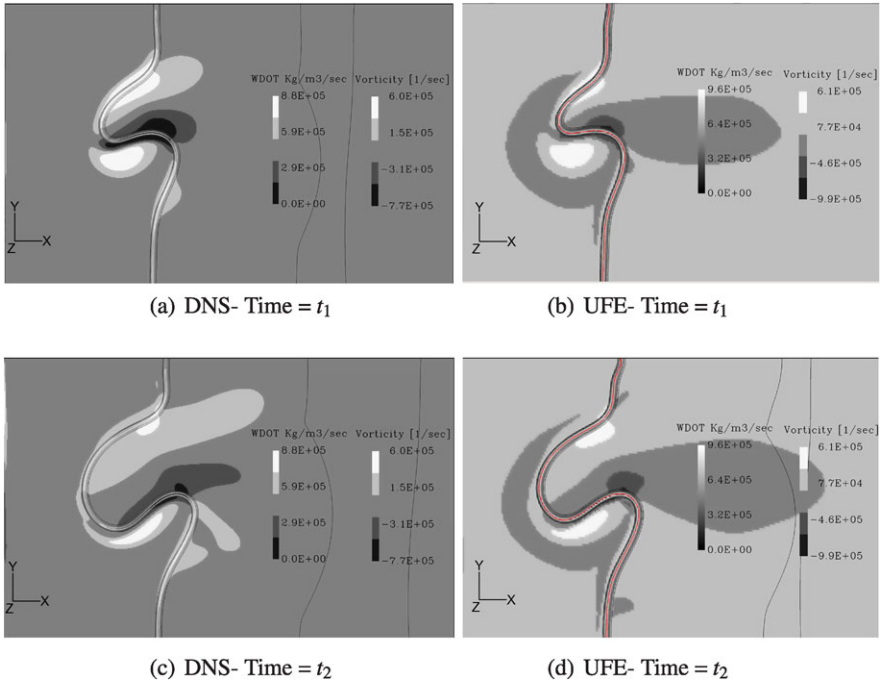 WDOT Kg/m3/sec Vorticity [1/sec]
8.8E+05 6.0E+05
5.9E+05 1.5E+05
2.9E+05 -3.1E+05
0.0E+00 -7.7E+05
Y
Z X
(a) DNS- Time = t1
WDOT Kg/m3/sec Vorticity [1/sec]
9.6E+05 6.1E+05
6.4E+05 7.7E+04
3.2E+05 -4.6E+05
0.0E+00 -9.9E+05
Y
Z X
(b) UFE- Time = t1
WDOT Kg/m3/sec Vorticity [1/sec]
8.8E+05 6.0E+05
5.9E+05 1.5E+05
2.9E+05 -3.1E+05
0.0E+00 -7.7E+05
Y
Z X
(c) DNS- Time = t2
WDOT Kg/m3/sec Vorticity [1/sec]
9.6E+05 6.1E+05
6.4E+05 7.7E+04
3.2E+05 -4.6E+05
0.0E+00 -9.9E+05
Y
Z X
(d) UFE- Time = t2